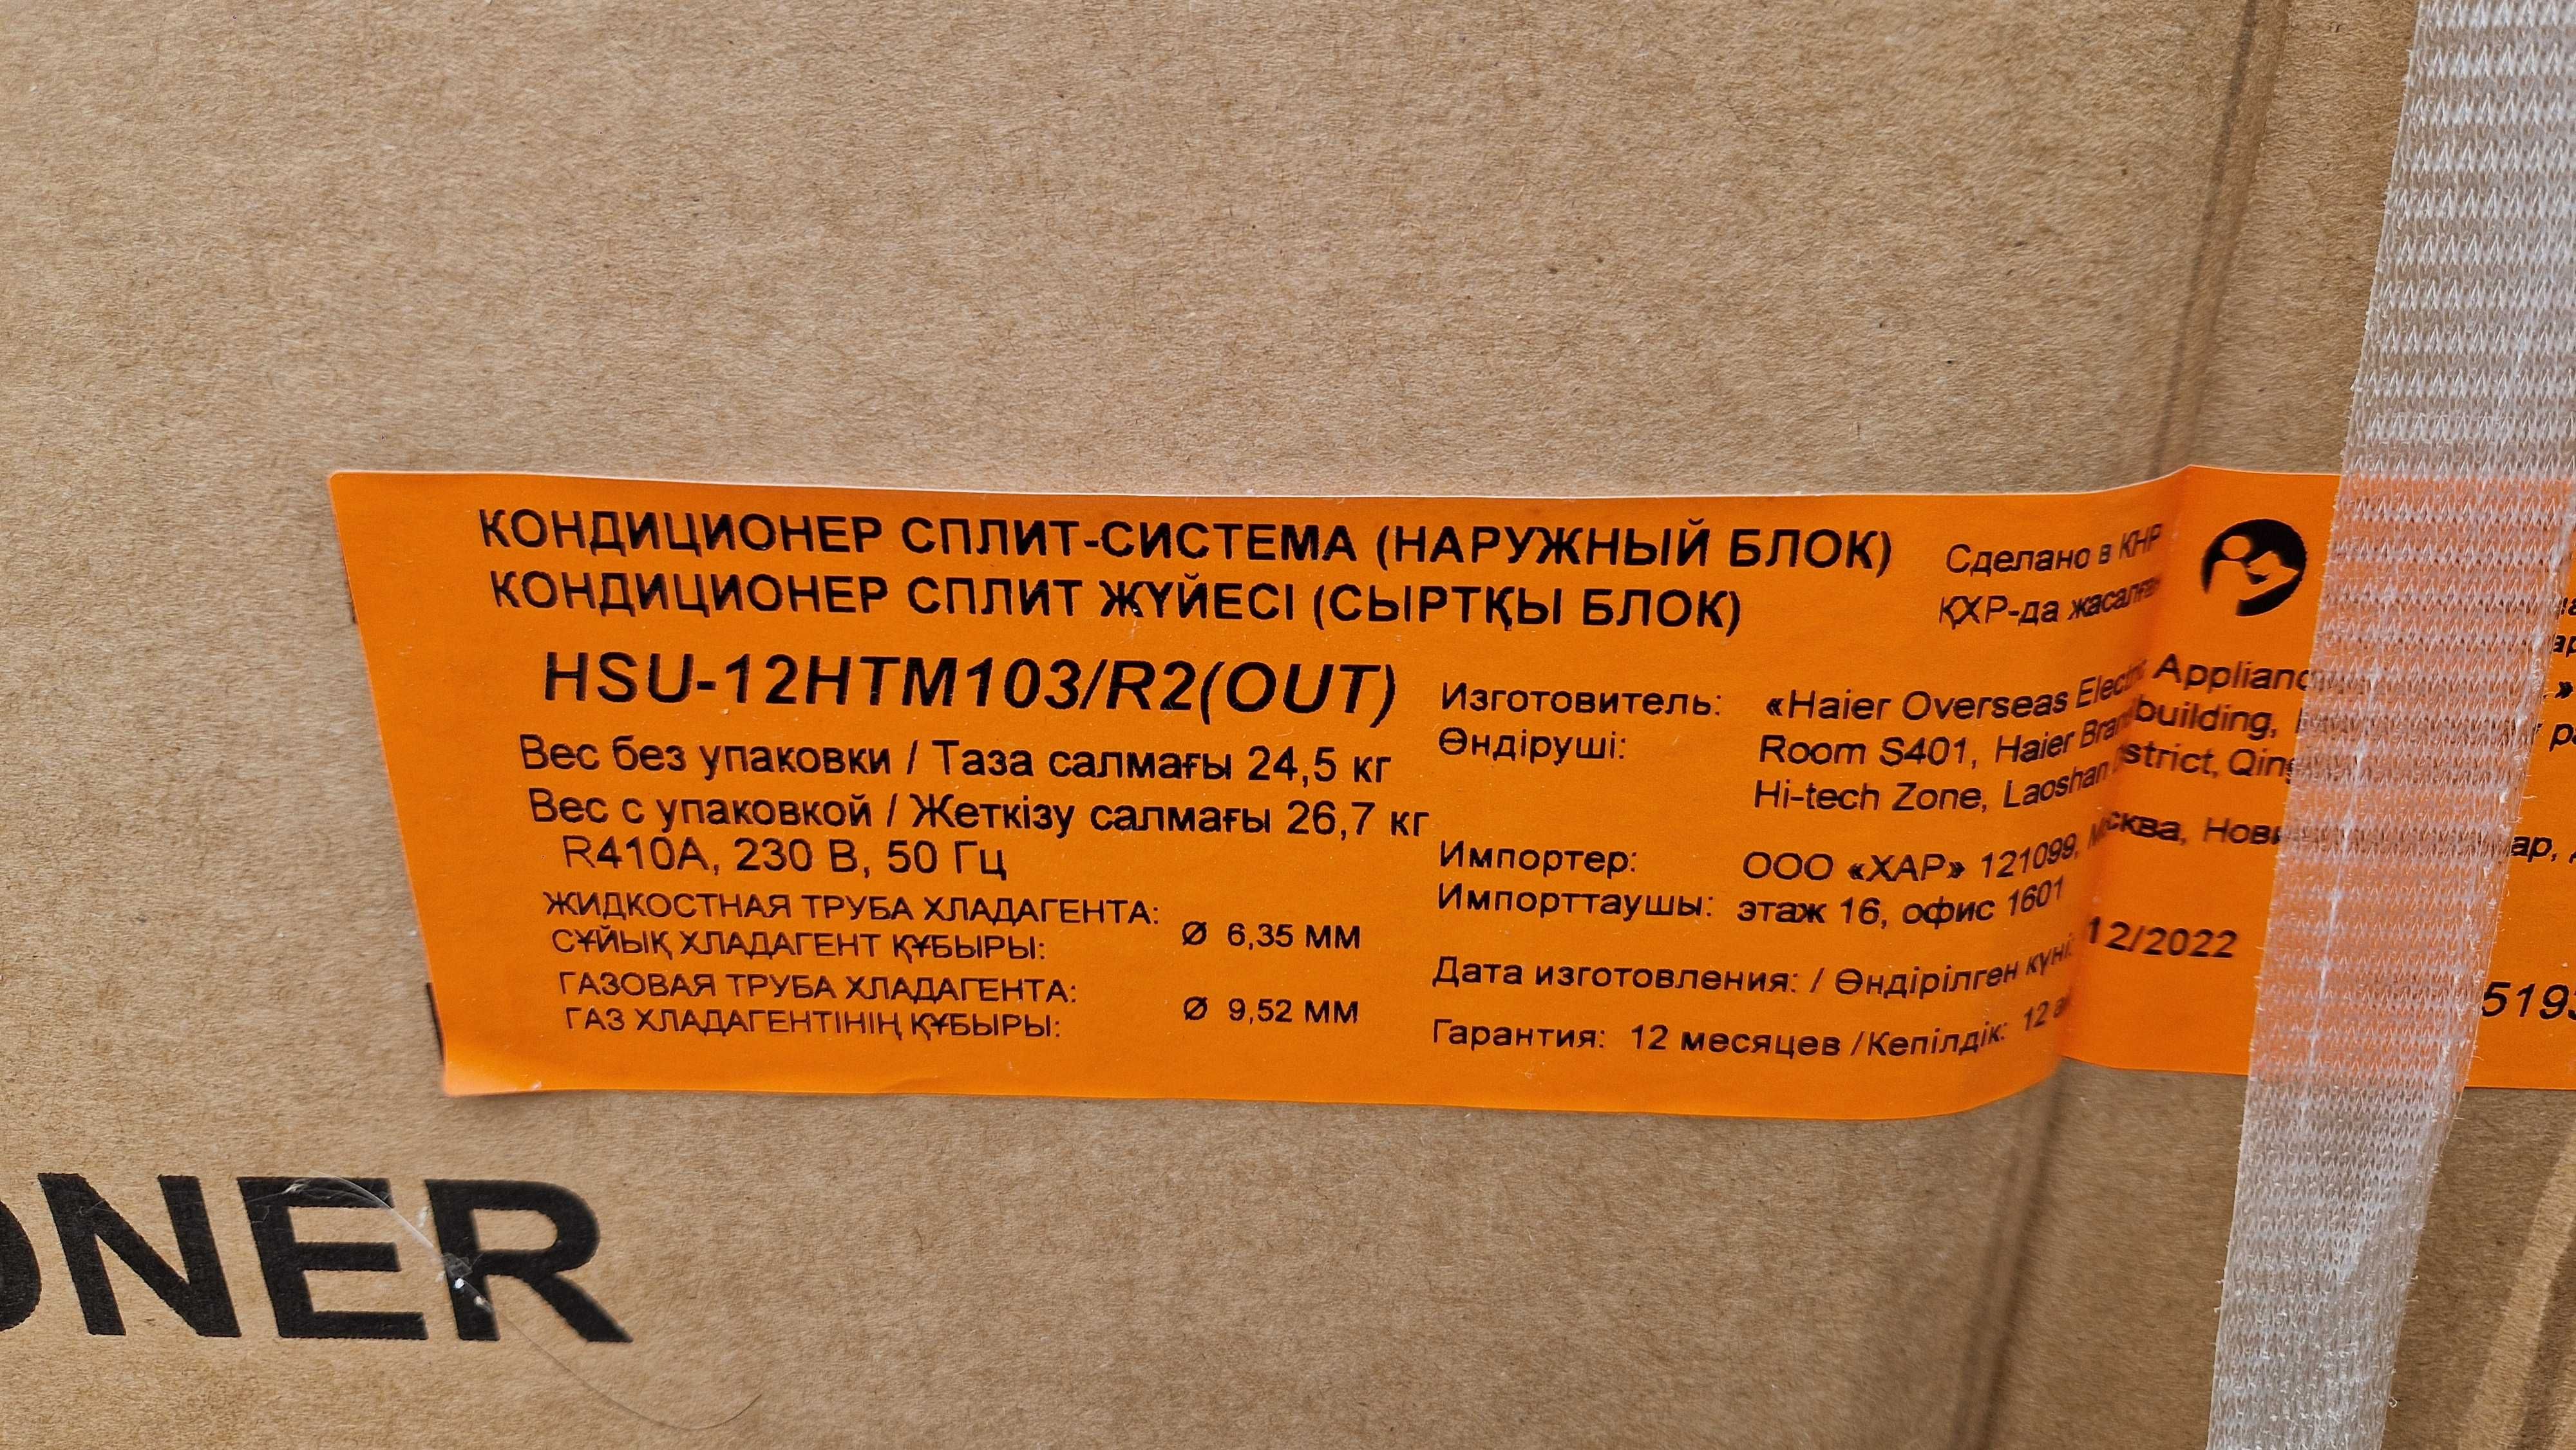 КОНДИЦИОНЕР СПЛИТ-СИСТЕМА (НАРУЖНЫЙ БЛОК)
КОНДИЦИОНЕР СПЛИТ ЖҮЙЕСІ (СЫРТҚЫ БЛОК)
HSU-12HTM103/R2(OUT)
Вес без упаковки / Таза салмағы 24,5 кг
Вес с упаковкой / Жеткізу салмағы 26,7 кг
R410A, 230 В, 50 Гц
ЖИДКОСТНАЯ ТРУБА ХЛАДАГЕНТА:
СҰЙЫҚ ХЛАДАГЕНТ ҚҰБЫРЫ:
Ø 6,35 ММ
ГАЗОВАЯ ТРУБА ХЛАДАГЕНТА:
ГАЗ ХЛАДАГЕНТІНІҢ ҚҰБЫРЫ:
Ø 9,52 ММ
Сделано в КНР
ҚХР-да жасалған
Изготовитель: «Haier Overseas Electric
Өндіруші: Room S401, Haier building,
Hi-tech Zone, Laoshan
Импортер: ООО «ХАР» 121099, Москва,
Импорттаушы: этаж 16, офис 1601
Дата изготовления: / Өндірілген күні: 12/2022
Гарантия: 12 месяцев /Кепілдік: 12
ONER